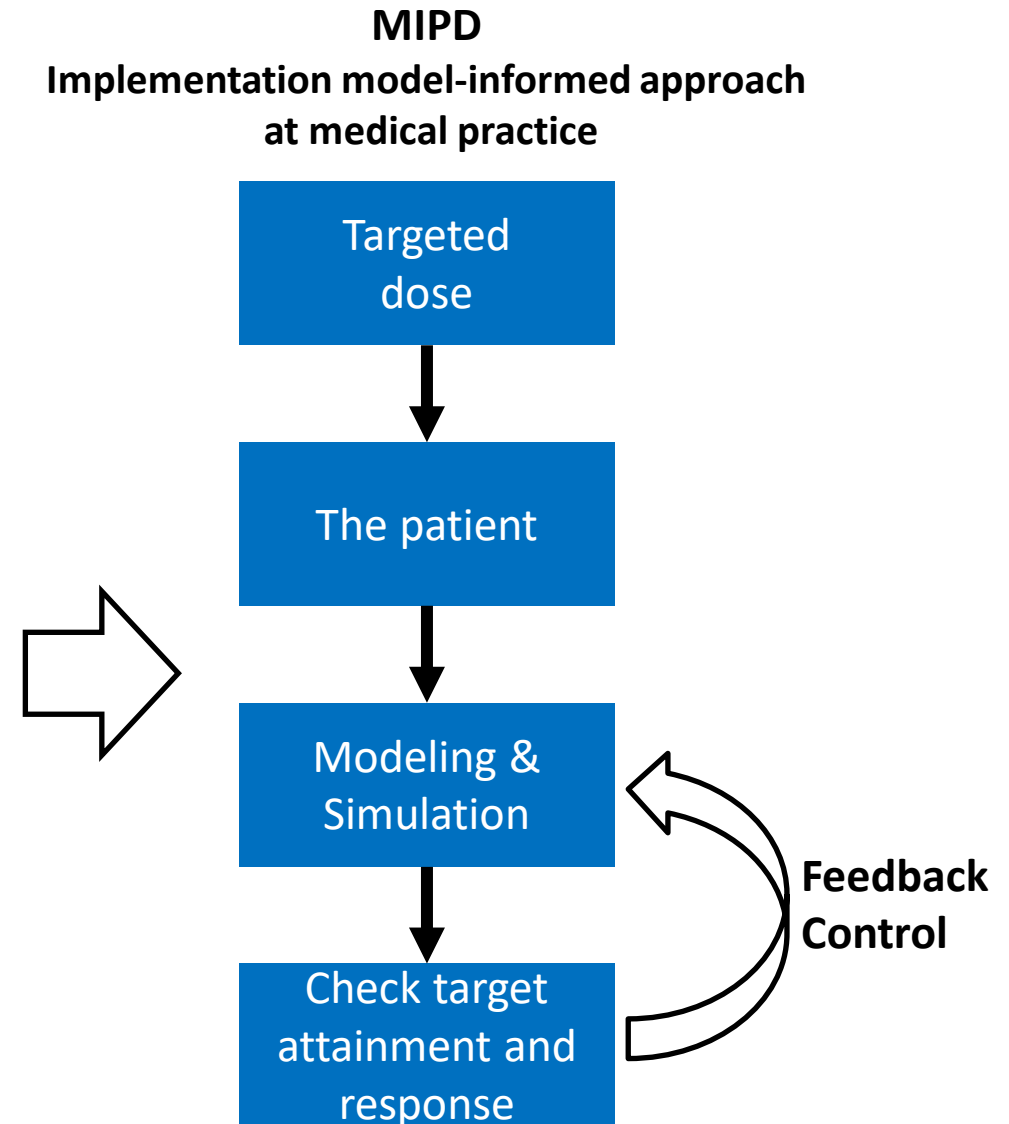 MIPD
Implementation model-informed approach
at medical practice
Targeted
dose
The patient
Modeling &
Simulation
Feedback
Control
Check target
attainment and
response